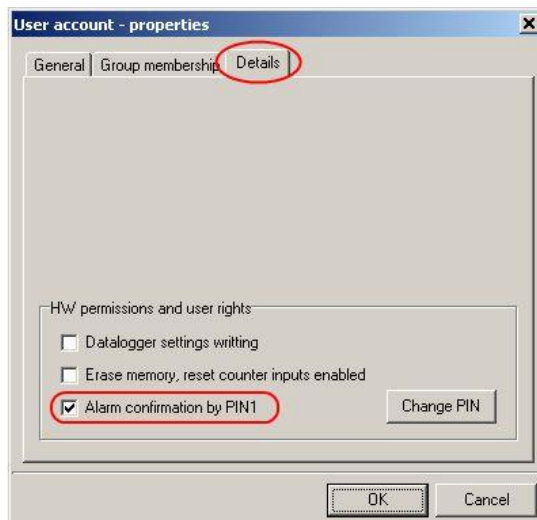 User account - properties
General
Group membership
Details
HW permissions and user rights
Datalogger settings writting
Erase memory, reset counter inputs enabled
Alarm confirmation by PIN1
Change PIN
OK
Cancel